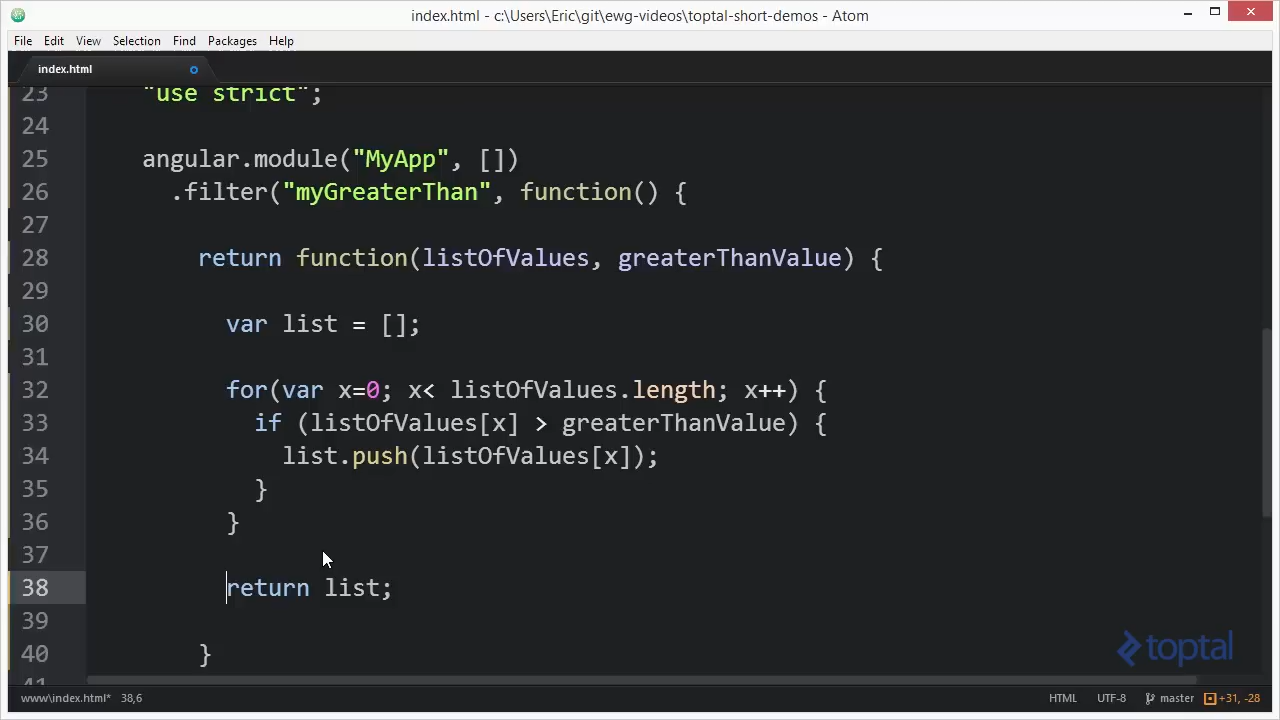 index.html - c:\Users\Eric\git\ewg-videos\toptal-short-demos - Atom
File Edit View Selection Find Packages Help
index.html
23 "use strict";
24
25 angular.module("MyApp", [])
26 .filter("myGreaterThan", function() {
27
28 return function(listOfValues, greaterThanValue) {
29
30 var list = [];
31
32 for(var x=0; x< listOfValues.length; x++) {
33 if (listOfValues[x] > greaterThanValue) {
34 list.push(listOfValues[x]);
35 }
36 }
37
38 return list;
39
40 }
41
toptal
www\index.html* 38,6 HTML UTF-8 master +31, -28